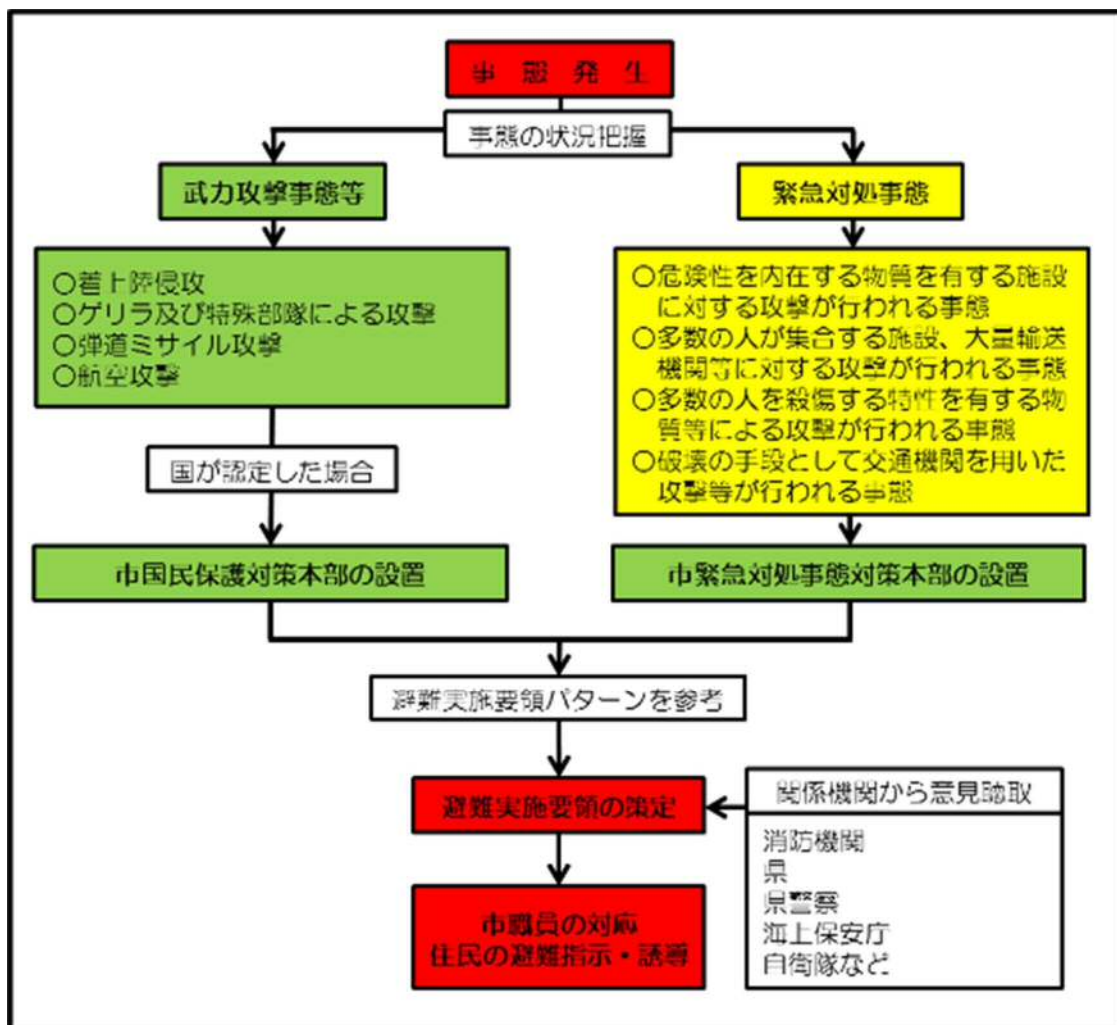 事態発生
事態の状況把握
武力攻撃事態等
緊急対処事態
○着上陸侵攻
○ゲリラ及び特殊部隊による攻撃
○弾道ミサイル攻撃
○航空攻撃
○危険性を内在する物質を有する施設
に対する攻撃が行われる事態
○多数の人が集合する施設、大量輸送
機関等に対する攻撃が行われる事態
○多数の人を殺傷する特性を有する物
質等による攻撃が行われる事態
○破壊の手段として交通機関を用いた
攻撃等が行われる事態
国が認定した場合
市国民保護対策本部の設置
市緊急対処事態対策本部の設置
避難実施要領パターンを参考
避難実施要領の策定
関係機関から意見聴取
消防機関
県
県警察
海上保安庁
自衛隊など
市職員の対応
住民の避難指示・誘導